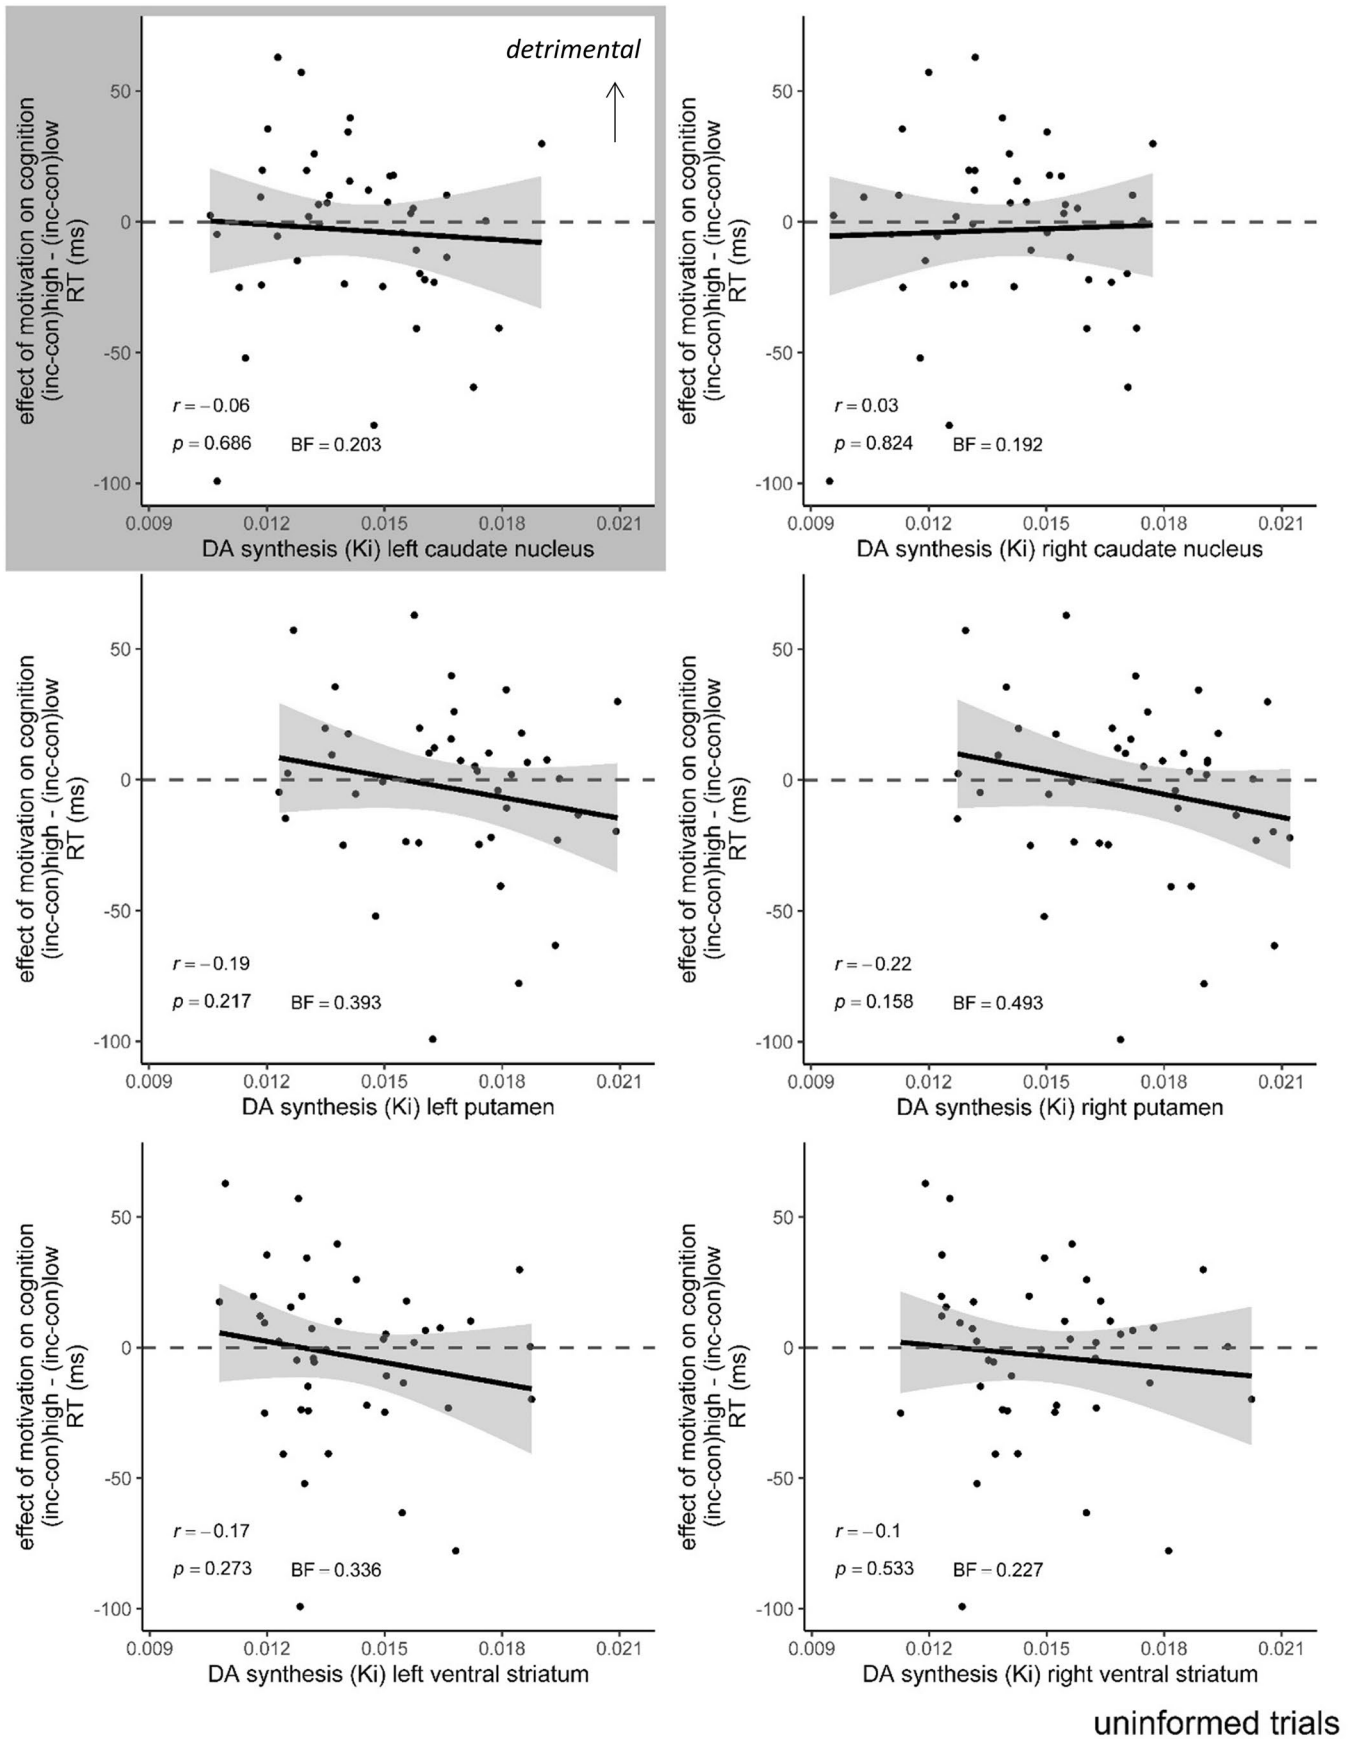 detrimental
effect of motivation on cognition
(inc-con)high - (inc-con)low
RT (ms)
50
0
-50
-100
r = −0.06
p = 0.686 BF = 0.203
0.009 0.012 0.015 0.018 0.021
DA synthesis (Ki) left caudate nucleus
effect of motivation on cognition
(inc-con)high - (inc-con)low
RT (ms)
50
0
-50
-100
r = 0.03
p = 0.824 BF = 0.192
0.009 0.012 0.015 0.018 0.021
DA synthesis (Ki) right caudate nucleus
effect of motivation on cognition
(inc-con)high - (inc-con)low
RT (ms)
50
0
-50
-100
r = −0.19
p = 0.217 BF = 0.393
0.009 0.012 0.015 0.018 0.021
DA synthesis (Ki) left putamen
effect of motivation on cognition
(inc-con)high - (inc-con)low
RT (ms)
50
0
-50
-100
r = −0.22
p = 0.158 BF = 0.493
0.009 0.012 0.015 0.018 0.021
DA synthesis (Ki) right putamen
effect of motivation on cognition
(inc-con)high - (inc-con)low
RT (ms)
50
0
-50
-100
r = −0.17
p = 0.273 BF = 0.336
0.009 0.012 0.015 0.018 0.021
DA synthesis (Ki) left ventral striatum
effect of motivation on cognition
(inc-con)high - (inc-con)low
RT (ms)
50
0
-50
-100
r = −0.1
p = 0.533 BF = 0.227
0.009 0.012 0.015 0.018 0.021
DA synthesis (Ki) right ventral striatum
uninformed trials